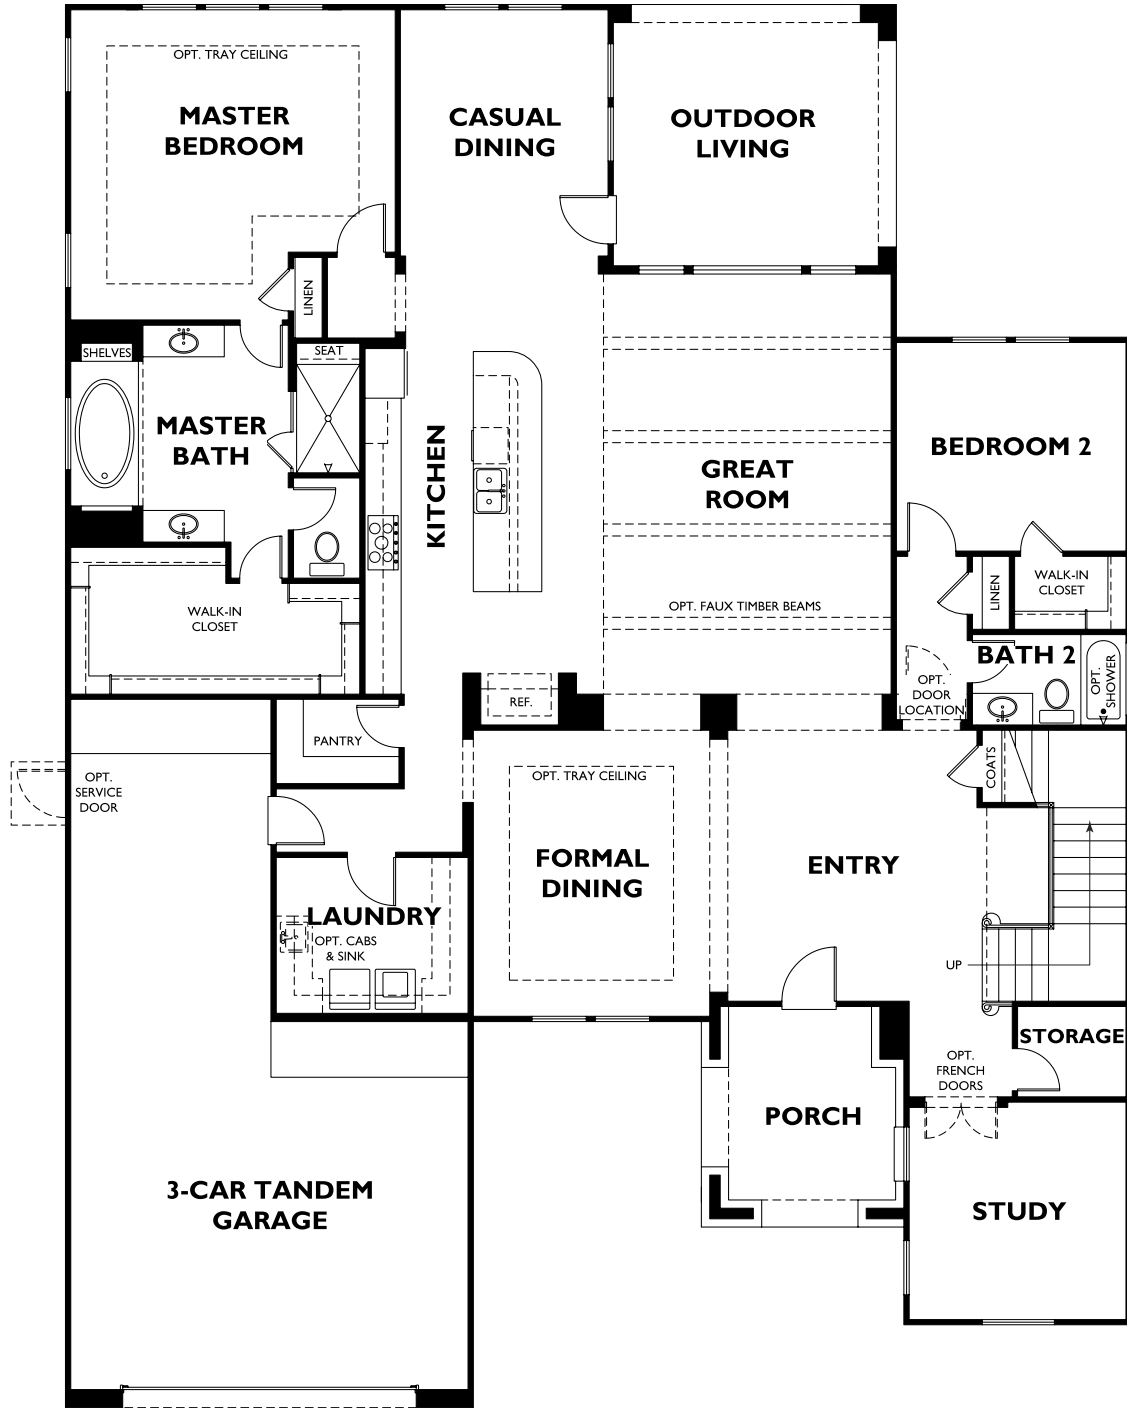 OPT. TRAY CEILING
MASTER
BEDROOM
CASUAL
DINING
OUTDOOR
LIVING
LINEN
SHELVES
SEAT
MASTER
BATH
KITCHEN
GREAT
ROOM
BEDROOM 2
WALK-IN
CLOSET
OPT. FAUX TIMBER BEAMS
LINEN
WALK-IN
CLOSET
BATH 2
OPT.
SHOWER
OPT.
DOOR
LOCATION
REF.
PANTRY
OPT.
SERVICE
DOOR
OPT. TRAY CEILING
COATS
FORMAL
DINING
ENTRY
LAUNDRY
OPT. CABS
& SINK
UP
STORAGE
OPT.
FRENCH
DOORS
PORCH
3-CAR TANDEM
GARAGE
STUDY